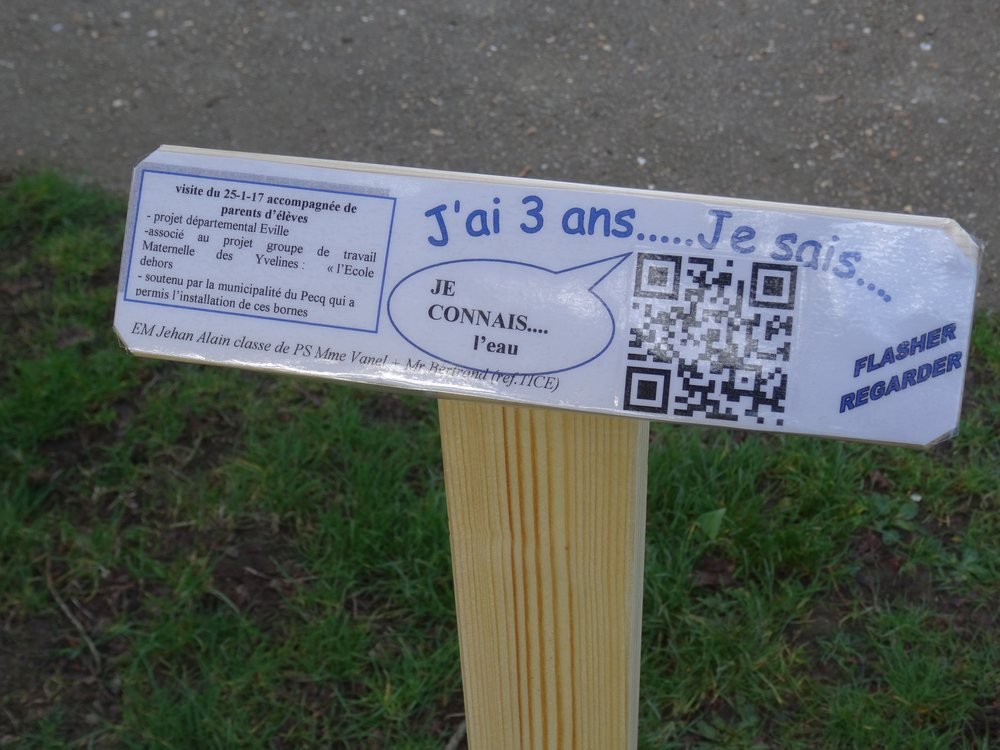 visite du 25-1-17 accompagnée de
parents d'élèves
- projet départemental Eville
-associé au projet groupe de travail
Maternelle des Yvelines : « l'Ecole
dehors
- soutenu par la municipalité du Pecq qui a
permis l'installation de ces bornes
EM Jehan Alain classe de PS Mme Vanel + Mr Bertrand (ref.TICE)
J'ai 3 ans.....Je sais....
JE
CONNAIS....
l'eau
FLASHER
REGARDER